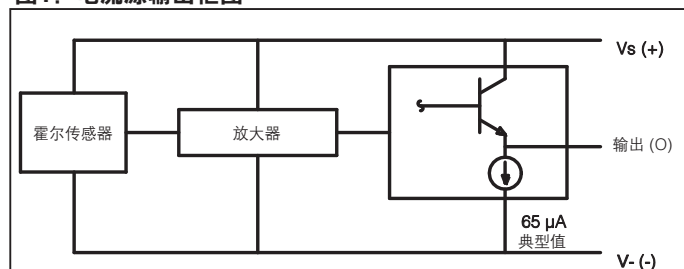 Vs (+)
霍尔传感器
放大器
输出 (O)
65 µA
典型值
V- (-)